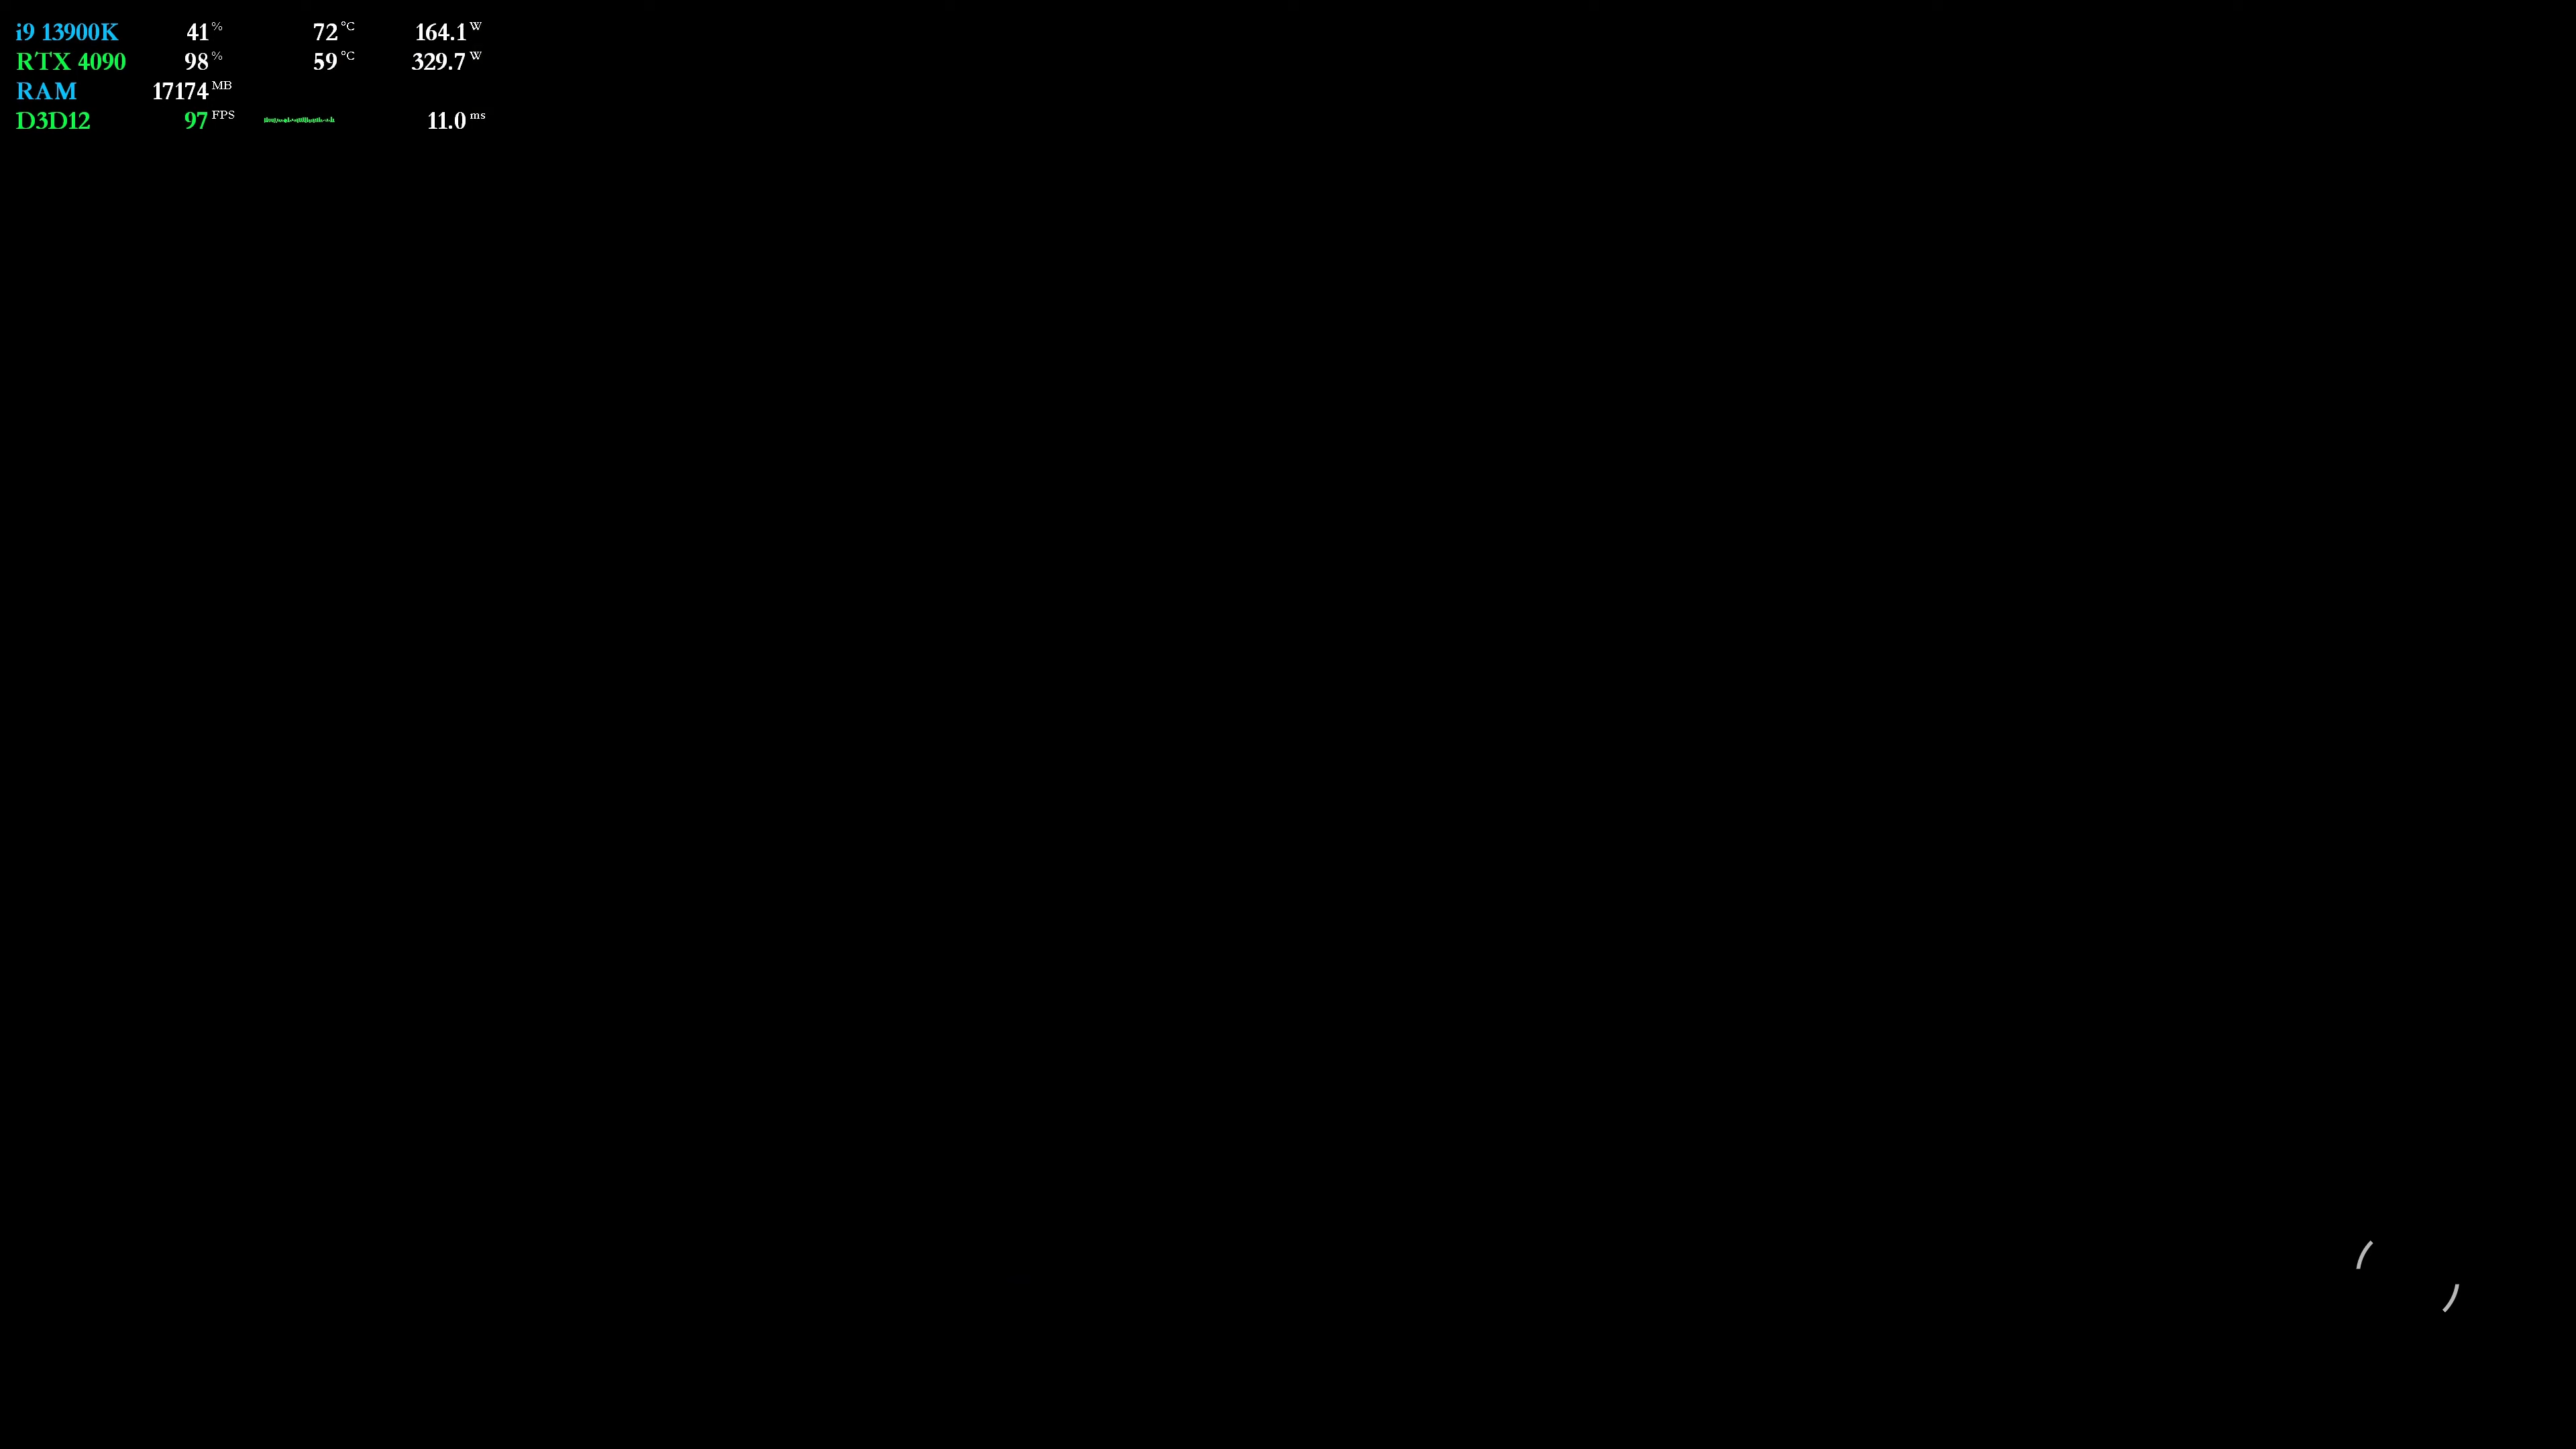 i9 13900K 41 % 72 °C 164.1 W
RTX 4090 98 % 59 °C 329.7 W
RAM 17174 MB
D3D12 97 FPS 11.0 ms